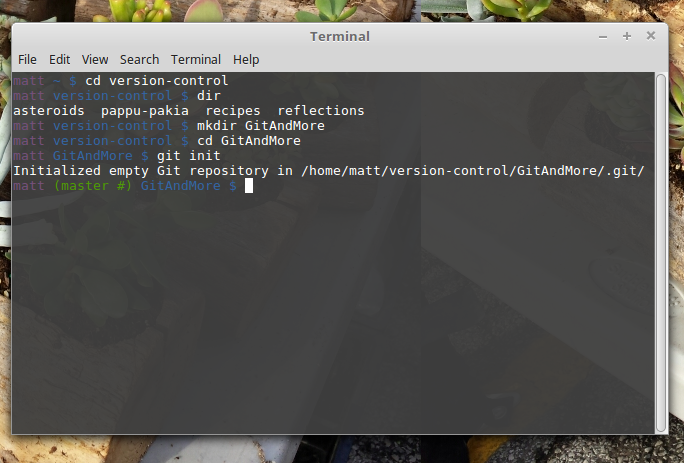 Terminal
File Edit View Search Terminal Help
matt ~ $ cd version-control
matt version-control $ dir
asteroids  pappu-pakia  recipes  reflections
matt version-control $ mkdir GitAndMore
matt version-control $ cd GitAndMore
matt GitAndMore $ git init
Initialized empty Git repository in /home/matt/version-control/GitAndMore/.git/
matt (master #) GitAndMore $